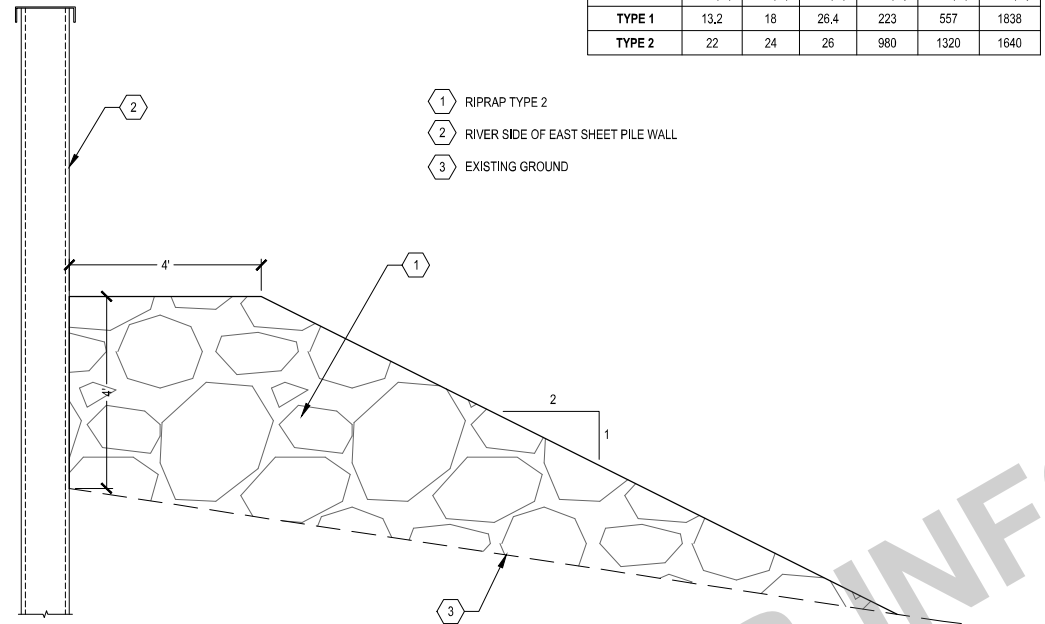 TYPE 1 13.2 18 26.4 223 557 1838
TYPE 2 22 24 26 980 1320 1640
1 RIPRAP TYPE 2
2 RIVER SIDE OF EAST SHEET PILE WALL
3 EXISTING GROUND
2
4'
1
4'
2
1
3